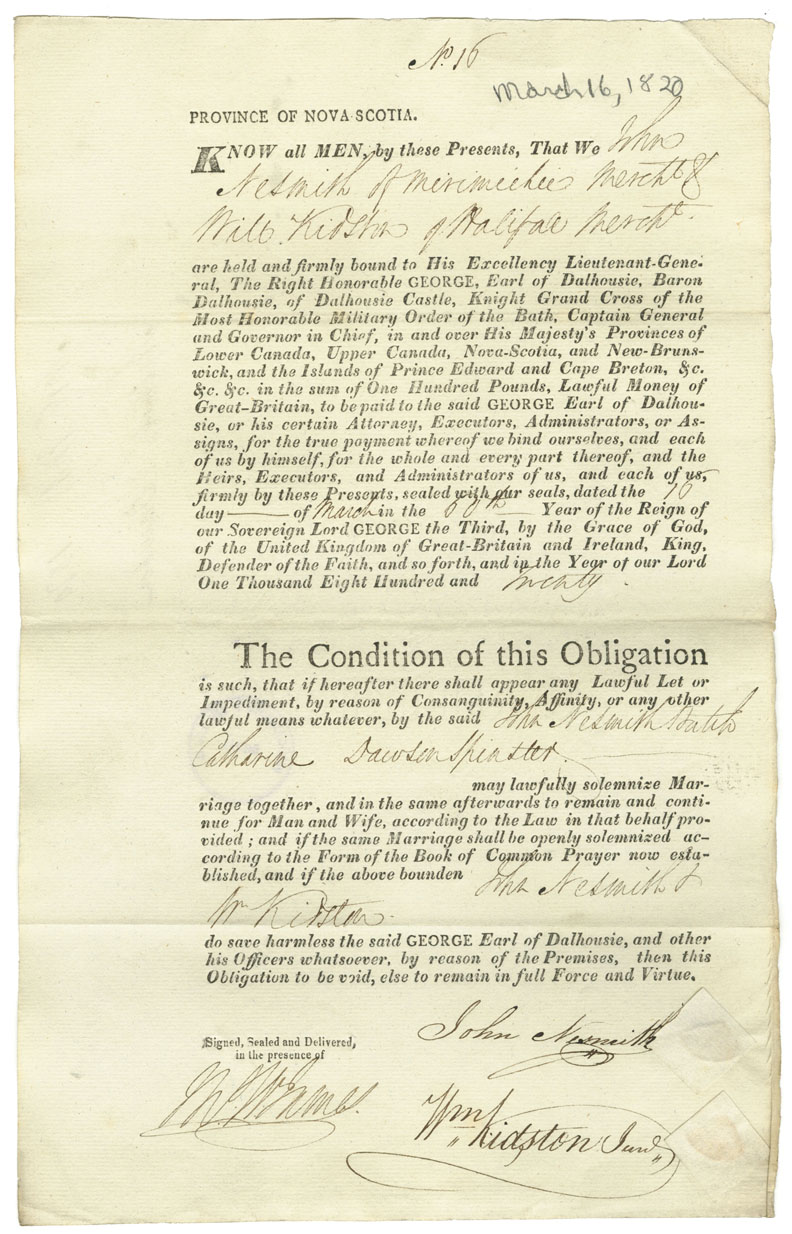 No. 16
March 16, 1820
PROVINCE OF NOVA-SCOTIA.
KNOW all MEN, by these Presents, That We John
Nesmith of Merimichee Mercht. &
Will. Kidston of Halifax Mercht.
are held and firmly bound to His Excellency Lieutenant-Gene-
ral, The Right Honorable GEORGE, Earl of Dalhousie, Baron
Dalhousie, of Dalhousie Castle, Knight Grand Cross of the
Most Honorable Military Order of the Bath, Captain General
and Governor in Chief, in and over His Majesty's Provinces of
Lower Canada, Upper Canada, Nova-Scotia, and New-Bruns-
wick, and the Islands of Prince Edward and Cape Breton, &c.
&c. &c. in the sum of One Hundred Pounds, Lawful Money of
Great-Britain, to be paid to the said GEORGE Earl of Dalhou-
sie, or his certain Attorney, Executors, Administrators, or As-
signs, for the true payment whereof we bind ourselves, and each
of us by himself, for the whole and every part thereof, and the
Heirs, Executors, and Administrators of us, and each of us,
firmly by these Presents, sealed with our seals, dated the 16
day of March in the 60th Year of the Reign of
our Sovereign Lord GEORGE the Third, by the Grace of God,
of the United Kingdom of Great-Britain and Ireland, King,
Defender of the Faith, and so forth, and in the Year of our Lord
One Thousand Eight Hundred and Twenty.
The Condition of this Obligation
is such, that if hereafter there shall appear any Lawful Let or
Impediment, by reason of Consanguinity, Affinity, or any other
lawful means whatever, by the said John Nesmith Batch
Catharine Dawson Spinster.
may lawfully solemnize Mar-
riage together, and in the same afterwards to remain and conti-
nue for Man and Wife, according to the Law in that behalf pro-
vided; and if the same Marriage shall be openly solemnized ac-
cording to the Form of the Book of Common Prayer now esta-
blished, and if the above bounden John Nesmith &
Wm Kidston.
do save harmless the said GEORGE Earl of Dalhousie, and other
his Officers whatsoever, by reason of the Premises, then this
Obligation to be void, else to remain in full Force and Virtue.
Signed, Sealed and Delivered,
in the presence of
John Nesmith
Wm Kidston Junr